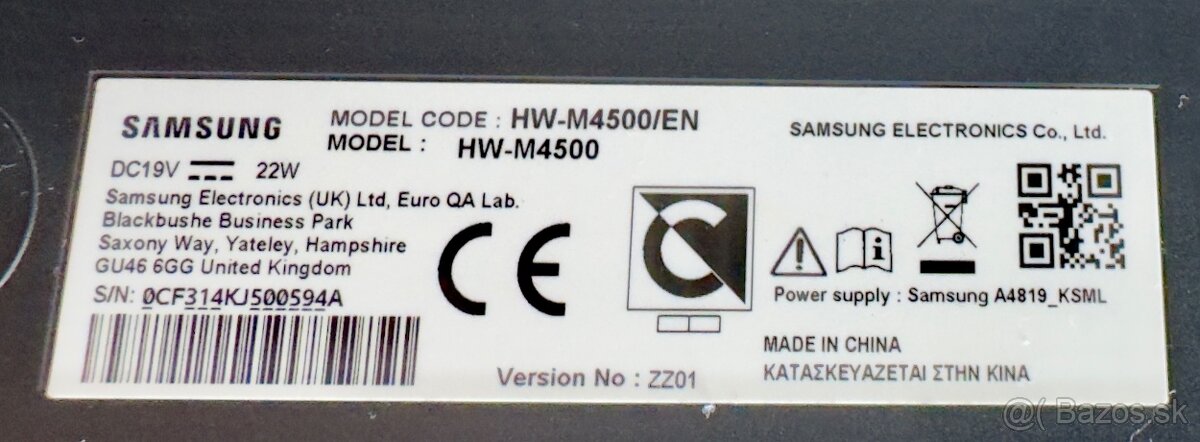 SAMSUNG
MODEL CODE : HW-M4500/EN
MODEL : HW-M4500
SAMSUNG ELECTRONICS Co., Ltd.
DC19V 22W
Samsung Electronics (UK) Ltd, Euro QA Lab.
Blackbushe Business Park
Saxony Way, Yateley, Hampshire
GU46 6GG United Kingdom
S/N: 0CF314KJ500594A
CE
Power supply : Samsung A4819_KSML
MADE IN CHINA
ΚΑΤΑΣΚΕΥΑΖΕΤΑΙ ΣΤΗΝ ΚΙΝΑ
Version No : ZZ01
@( Bazos.sk